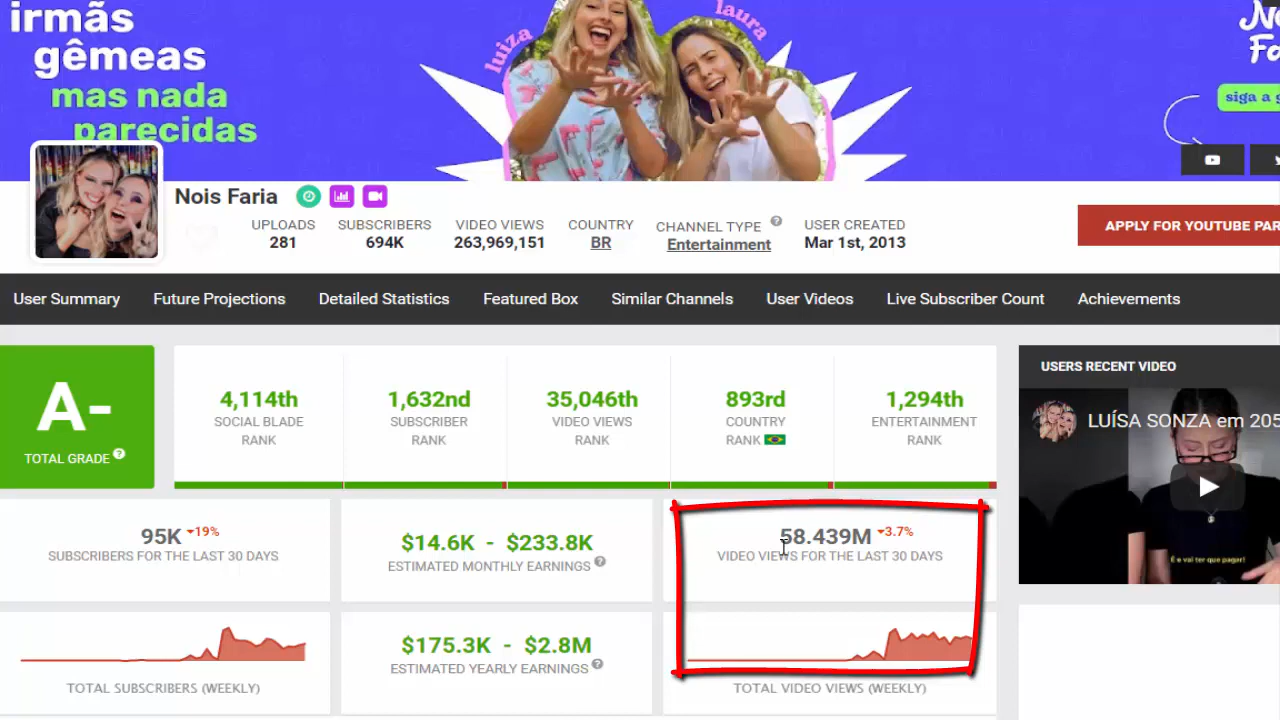 irmãs
gêmeas
mas nada
parecidas
luiza
laura
siga a
Nois Faria
UPLOADS
281
SUBSCRIBERS
694K
VIDEO VIEWS
263,969,151
COUNTRY
BR
CHANNEL TYPE
Entertainment
USER CREATED
Mar 1st, 2013
APPLY FOR YOUTUBE PAR
User Summary
Future Projections
Detailed Statistics
Featured Box
Similar Channels
User Videos
Live Subscriber Count
Achievements
A-
TOTAL GRADE
4,114th
SOCIAL BLADE
RANK
1,632nd
SUBSCRIBER
RANK
35,046th
VIDEO VIEWS
RANK
893rd
COUNTRY
RANK
1,294th
ENTERTAINMENT
RANK
USERS RECENT VIDEO
LUÍSA SONZA em 205
É e vai ter que pagar!
95K 19%
SUBSCRIBERS FOR THE LAST 30 DAYS
$14.6K - $233.8K
ESTIMATED MONTHLY EARNINGS
58.439M 3.7%
VIDEO VIEWS FOR THE LAST 30 DAYS
TOTAL SUBSCRIBERS (WEEKLY)
$175.3K - $2.8M
ESTIMATED YEARLY EARNINGS
TOTAL VIDEO VIEWS (WEEKLY)